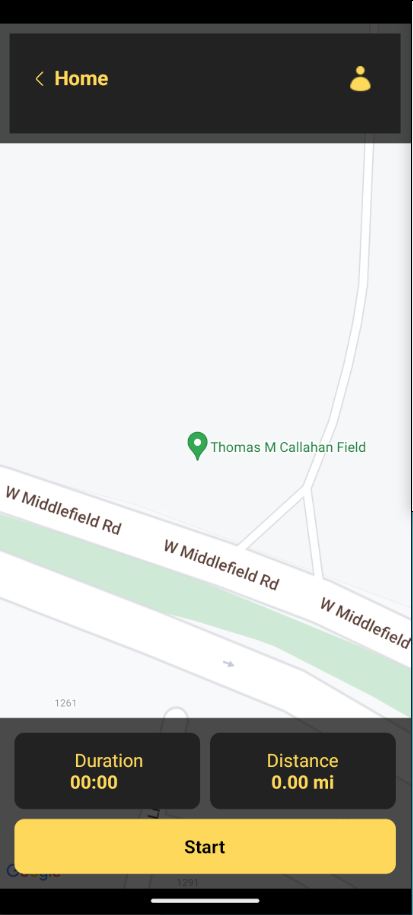 Home
Thomas M Callahan Field
W Middlefield Rd
W Middlefield Rd
W Middlefield
1261
Duration
Distance
00:00
0.00 mi
Start
Google
1291